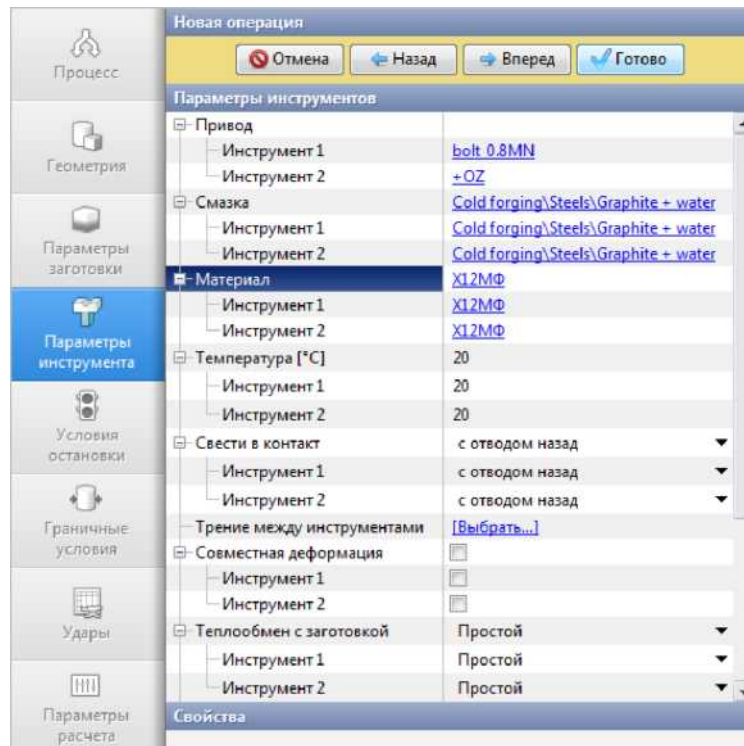 Процесс
Геометрия
Параметры
заготовки
Параметры
инструмента
Условия
остановки
Граничные
условия
Удары
Параметры
расчета
Новая операция
Отмена Назад Вперед Готово
Параметры инструментов
Привод
Инструмент 1 bolt 0.8MN
Инструмент 2 +OZ
Смазка Cold forging\Steels\Graphite + water
Инструмент 1 Cold forging\Steels\Graphite + water
Инструмент 2 Cold forging\Steels\Graphite + water
Материал Х12МФ
Инструмент 1 Х12МФ
Инструмент 2 Х12МФ
Температура [°C] 20
Инструмент 1 20
Инструмент 2 20
Свести в контакт с отводом назад
Инструмент 1 с отводом назад
Инструмент 2 с отводом назад
Трение между инструментами [Выбрать...]
Совместная деформация
Инструмент 1
Инструмент 2
Теплообмен с заготовкой Простой
Инструмент 1 Простой
Инструмент 2 Простой
Свойства